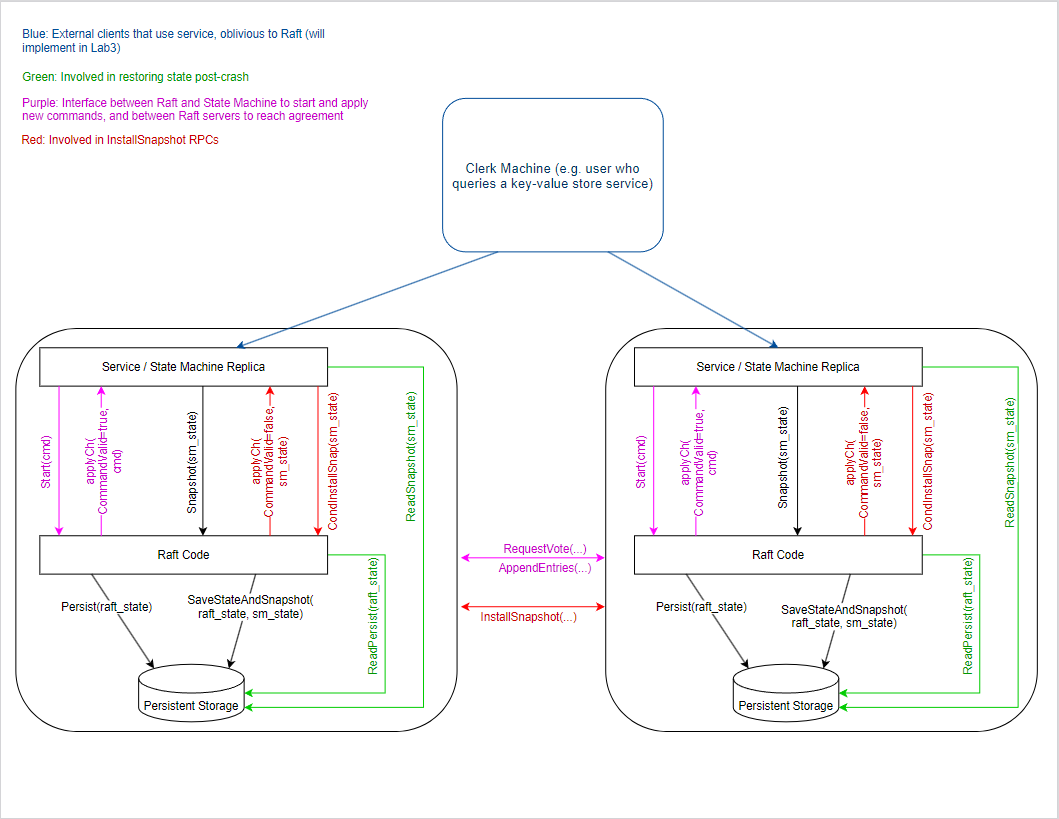 Blue: External clients that use service, oblivious to Raft (will
implement in Lab3)
Green: Involved in restoring state post-crash
Purple: Interface between Raft and State Machine to start and apply
new commands, and between Raft servers to reach agreement
Red: Involved in InstallSnapshot RPCs
Clerk Machine (e.g. user who
queries a key-value store service)
Service / State Machine Replica
Start(cmd)
applyCh(
CommandValid=true,
cmd)
Snapshot(sm_state)
applyCh(
CommandValid=false,
sm_state)
CondInstallSnap(sm_state)
ReadSnapshot(sm_state)
Raft Code
Persist(raft_state)
SaveStateAndSnapshot(
raft_state, sm_state)
ReadPersist(raft_state)
Persistent Storage
RequestVote(...)
AppendEntries(...)
InstallSnapshot(...)
Service / State Machine Replica
Start(cmd)
applyCh(
CommandValid=true,
cmd)
Snapshot(sm_state)
applyCh(
CommandValid=false,
sm_state)
CondInstallSnap(sm_state)
ReadSnapshot(sm_state)
Raft Code
Persist(raft_state)
SaveStateAndSnapshot(
raft_state, sm_state)
ReadPersist(raft_state)
Persistent Storage